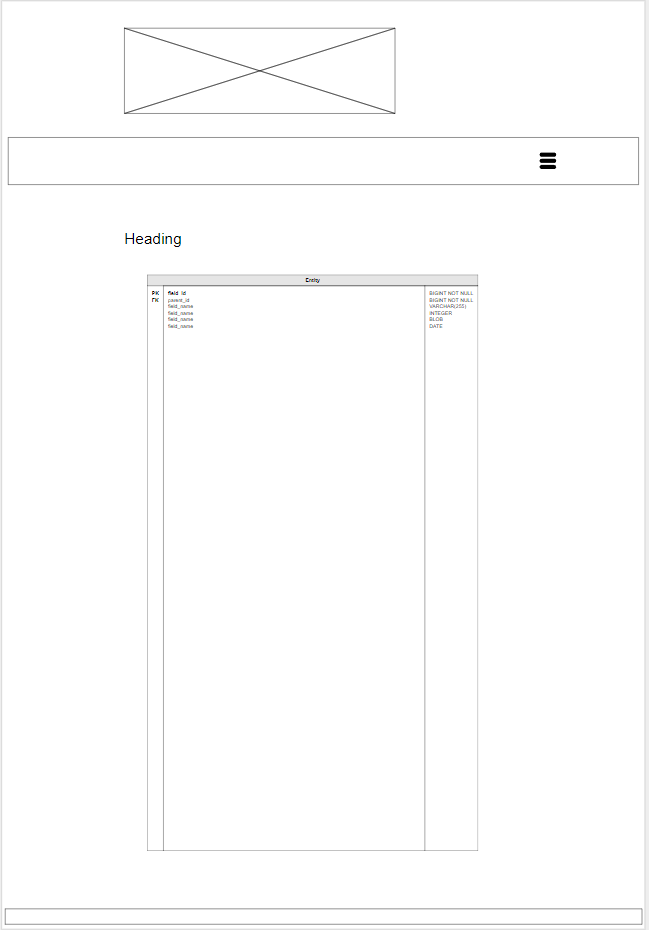 Heading
Entity
PK field_id BIGINT NOT NULL
FK parent_id BIGINT NOT NULL
field_name VARCHAR(255)
field_name INTEGER
field_name BLOB
field_name DATE